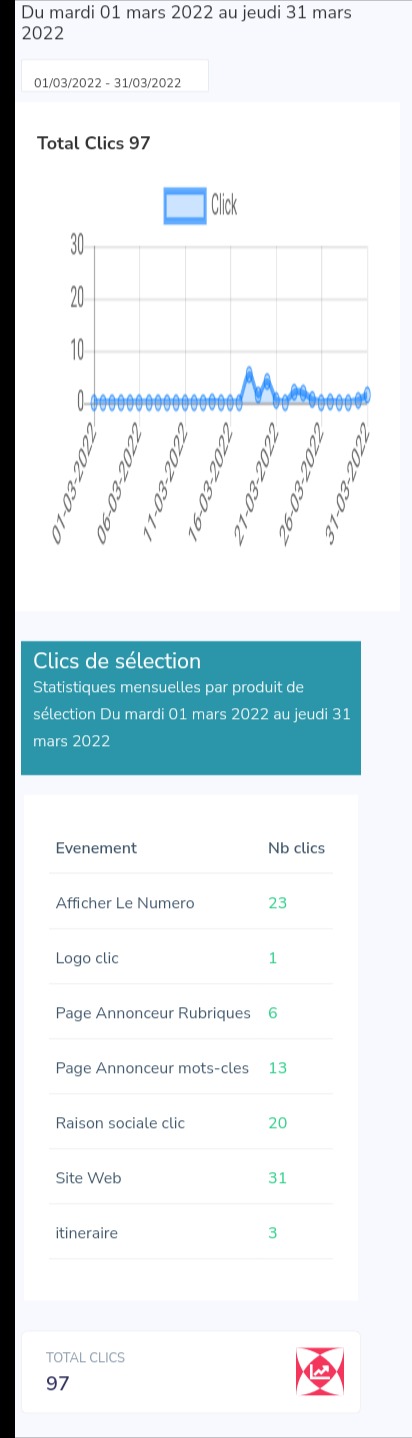 Du mardi 01 mars 2022 au jeudi 31 mars
2022
01/03/2022 - 31/03/2022
Total Clics 97
Click
30
20
10
0
01-03-2022
06-03-2022
11-03-2022
16-03-2022
21-03-2022
26-03-2022
31-03-2022
Clics de sélection
Statistiques mensuelles par produit de
sélection Du mardi 01 mars 2022 au jeudi 31
mars 2022
Evenement Nb clics
Afficher Le Numero 23
Logo clic 1
Page Annonceur Rubriques 6
Page Annonceur mots-cles 13
Raison sociale clic 20
Site Web 31
itineraire 3
TOTAL CLICS
97